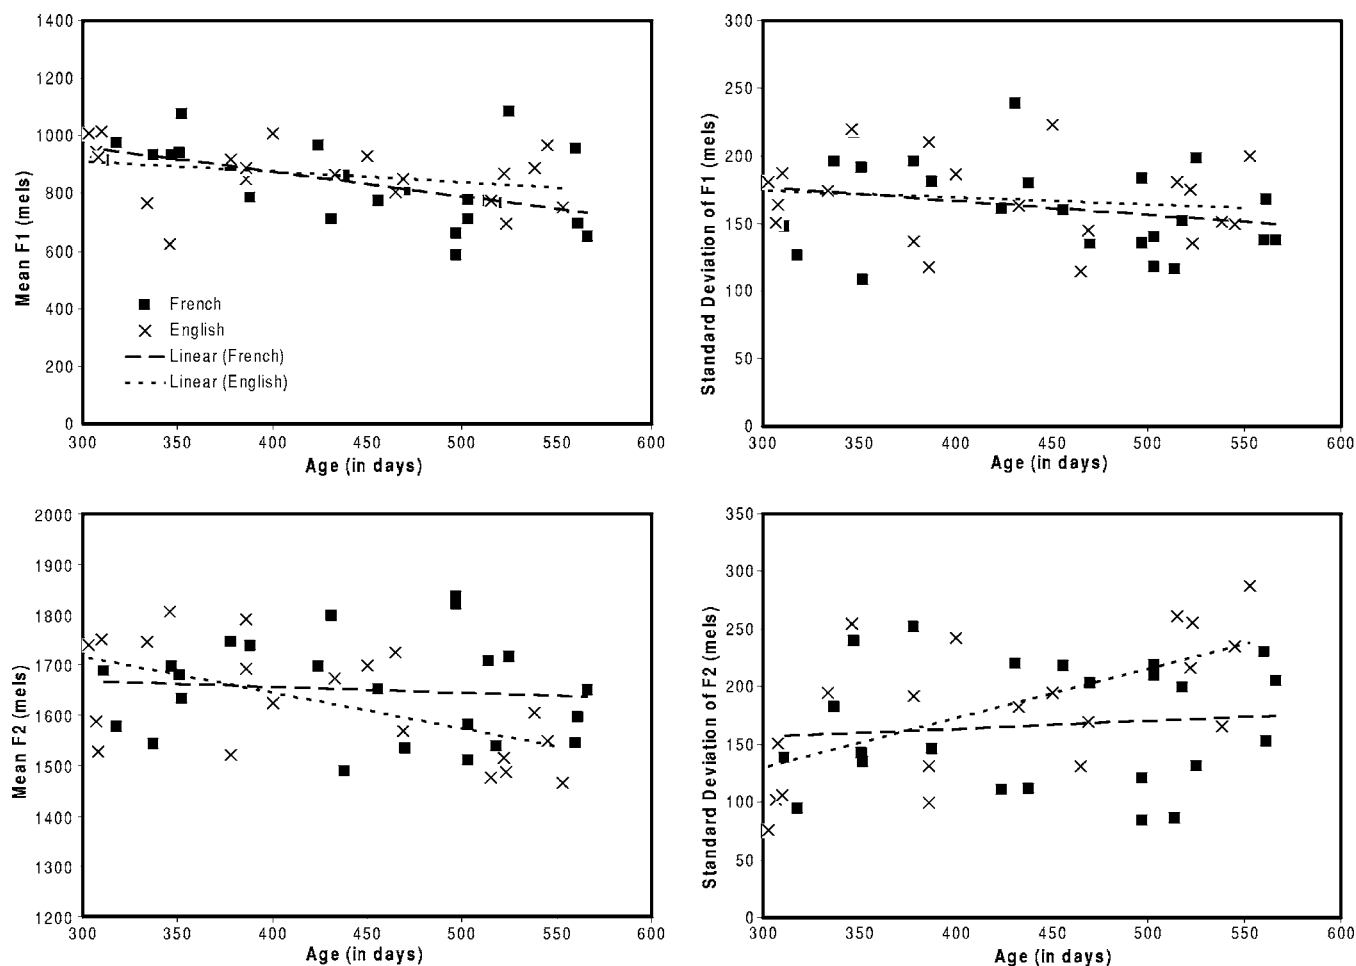 1400
1200
1000
800
600
400
200
0
Mean F1 (mels)
French
English
Linear (French)
Linear (English)
300 350 400 450 500 550 600
Age (in days)
300
250
200
150
100
50
0
Standard Deviation of F1 (mels)
300 350 400 450 500 550 600
Age (in days)
2000
1900
1800
1700
1600
1500
1400
1300
1200
Mean F2 (mels)
300 350 400 450 500 550 600
Age (in days)
350
300
250
200
150
100
50
0
Standard Deviation of F2 (mels)
300 350 400 450 500 550 600
Age (in days)